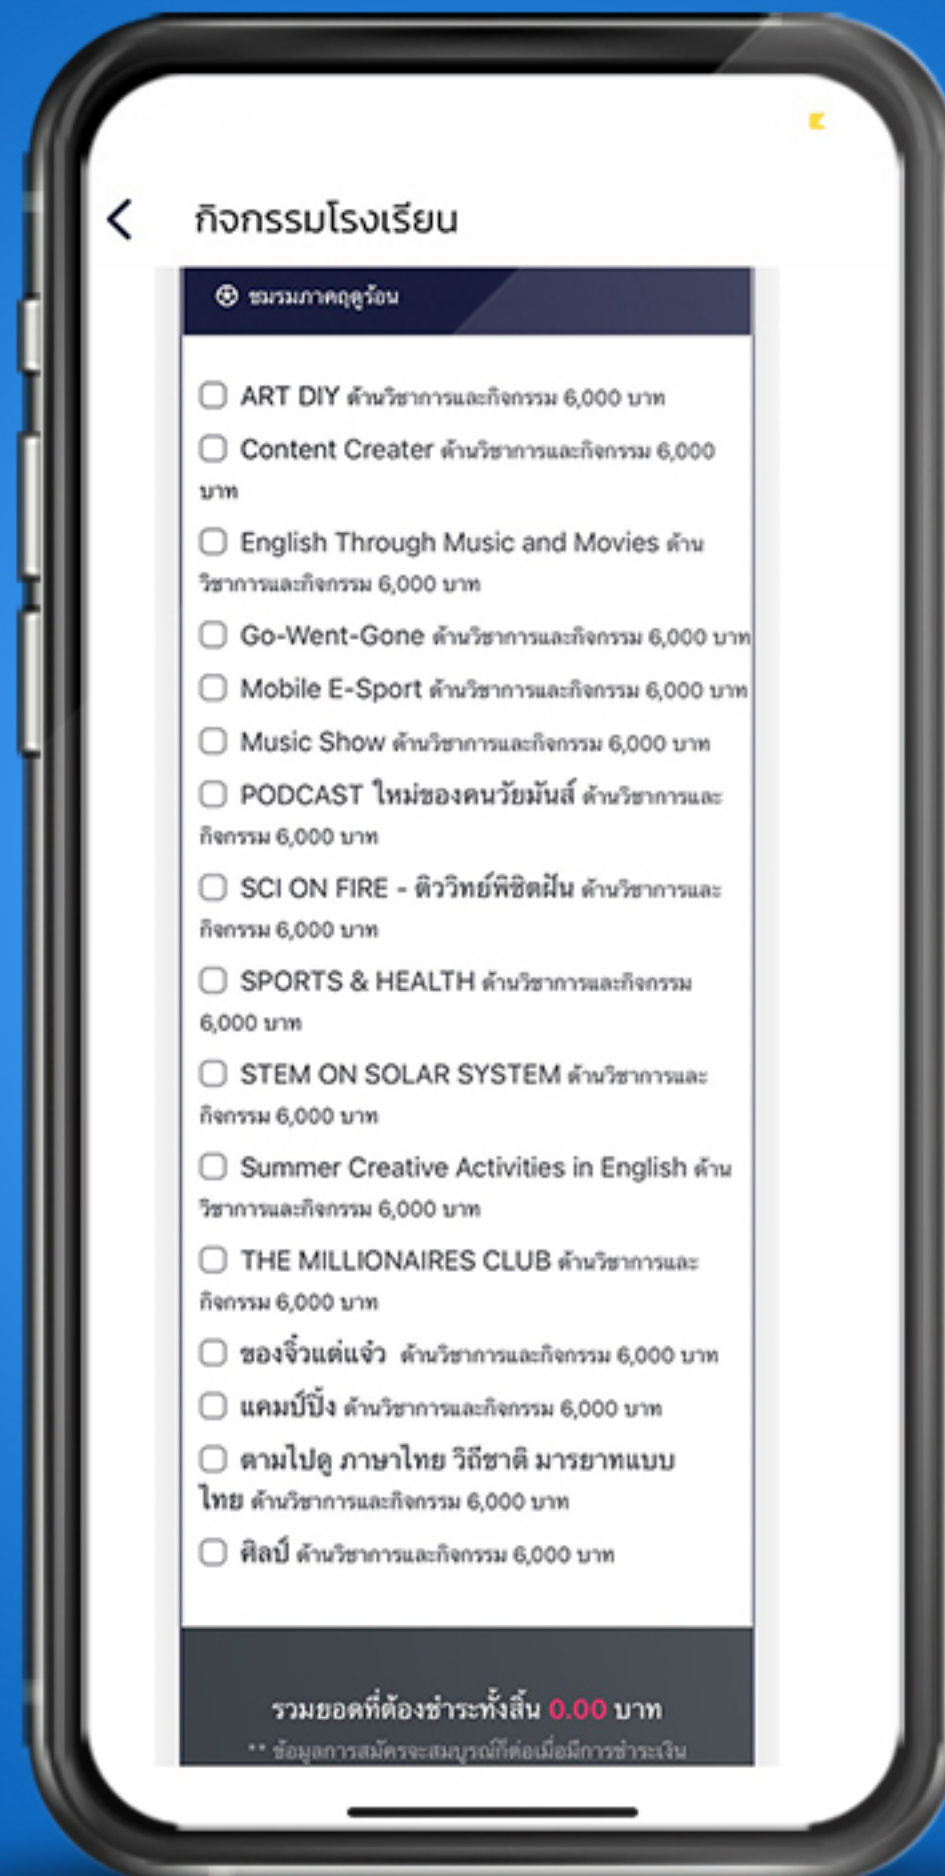 กิจกรรมโรงเรียน
ชมรมภาคฤดูร้อน
ART DIY ด้านวิชาการและกิจกรรม 6,000 บาท
Content Creater ด้านวิชาการและกิจกรรม 6,000
บาท
English Through Music and Movies ด้าน
วิชาการและกิจกรรม 6,000 บาท
Go-Went-Gone ด้านวิชาการและกิจกรรม 6,000 บาท
Mobile E-Sport ด้านวิชาการและกิจกรรม 6,000 บาท
Music Show ด้านวิชาการและกิจกรรม 6,000 บาท
PODCAST ใหม่ของคนวัยมันส์ ด้านวิชาการและ
กิจกรรม 6,000 บาท
SCI ON FIRE - ติววิทย์พิชิตฝัน ด้านวิชาการและ
กิจกรรม 6,000 บาท
SPORTS & HEALTH ด้านวิชาการและกิจกรรม
6,000 บาท
STEM ON SOLAR SYSTEM ด้านวิชาการและ
กิจกรรม 6,000 บาท
Summer Creative Activities in English ด้าน
วิชาการและกิจกรรม 6,000 บาท
THE MILLIONAIRES CLUB ด้านวิชาการและ
กิจกรรม 6,000 บาท
ของจิ๋วแต่แจ๋ว ด้านวิชาการและกิจกรรม 6,000 บาท
แคมป์ปิ้ง ด้านวิชาการและกิจกรรม 6,000 บาท
ตามไปดู ภาษาไทย วิถีชาติ มารยาทแบบ
ไทย ด้านวิชาการและกิจกรรม 6,000 บาท
ศิลป์ ด้านวิชาการและกิจกรรม 6,000 บาท
รวมยอดที่ต้องชำระทั้งสิ้น 0.00 บาท
** ข้อมูลการสมัครจะสมบูรณ์ก็ต่อเมื่อมีการชำระเงิน